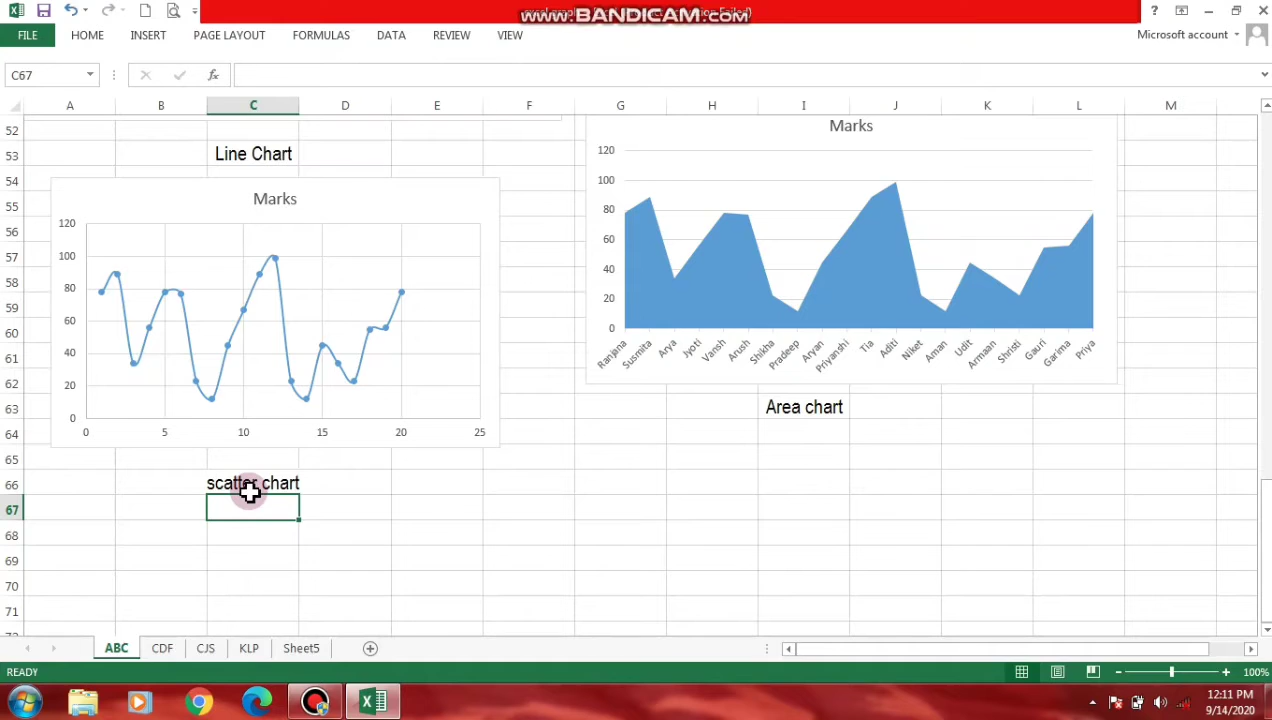 www.BANDICAM.com
FILE HOME INSERT PAGE LAYOUT FORMULAS DATA REVIEW VIEW
Microsoft account
C67
A B C D E F G H I J K L M
52
53
54
55
56
57
58
59
60
61
62
63
64
65
66
67
68
69
70
71
Line Chart
Marks
120
100
80
60
40
20
0
0 5 10 15 20 25
scatter chart
Marks
120
100
80
60
40
20
0
Ranjana Susmita Arya Jyoti Vansh Arush Shikha Pradeep Aryan Priyanshi Tia Aditi Niket Aman Udit Armaan Shristi Gauri Garima Priya
Area chart
ABC CDF CJS KLP Sheet5
READY
100%
12:11 PM
9/14/2020